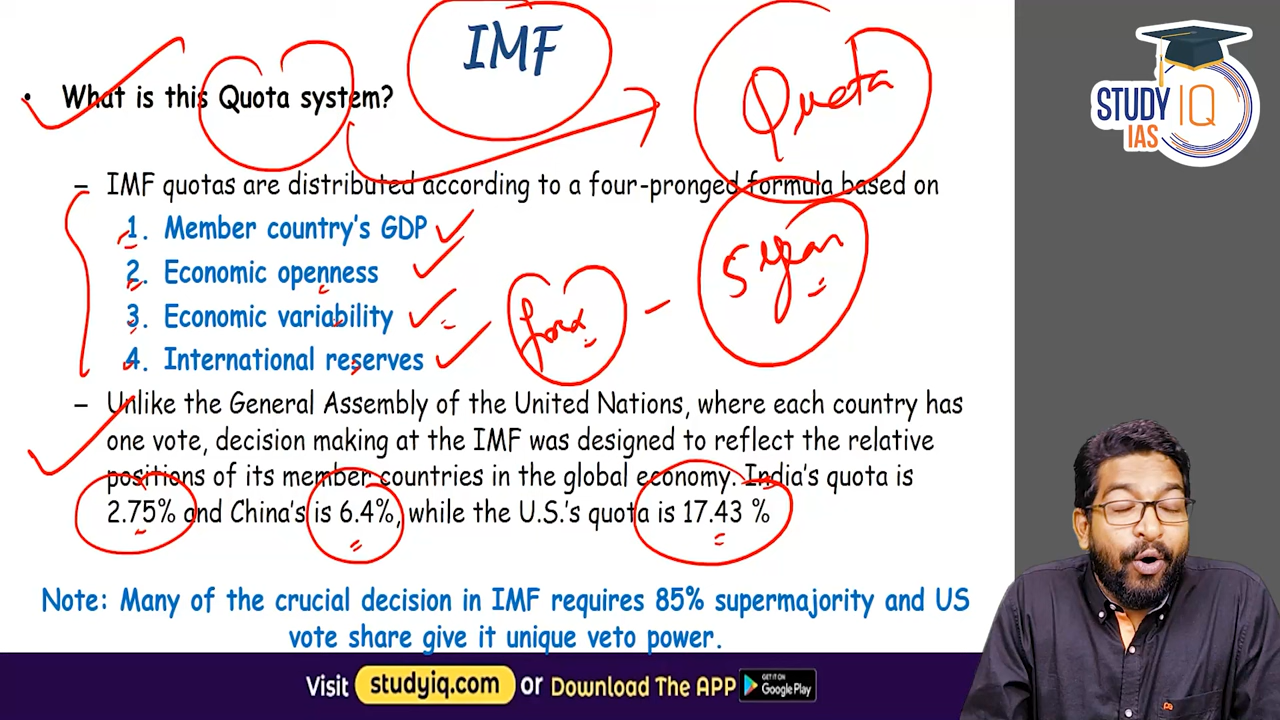 IMF
Quota
STUDY IQ
IAS
• What is this Quota system?
– IMF quotas are distributed according to a four-pronged formula based on
1. Member country's GDP
2. Economic openness
3. Economic variability
4. International reserves
5 year
forex
– Unlike the General Assembly of the United Nations, where each country has
one vote, decision making at the IMF was designed to reflect the relative
positions of its member countries in the global economy. India's quota is
2.75% and China's is 6.4%, while the U.S.'s quota is 17.43 %
Note: Many of the crucial decision in IMF requires 85% supermajority and US
vote share give it unique veto power.
Visit studyiq.com or Download The APP GET IT ON Google Play